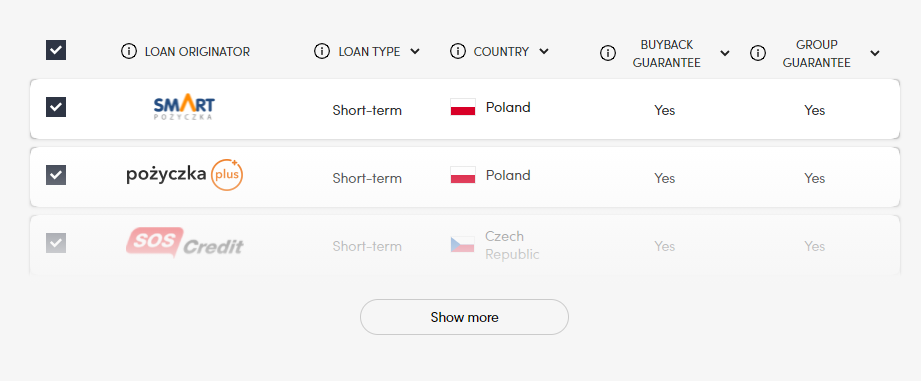 LOAN ORIGINATOR LOAN TYPE COUNTRY BUYBACK GUARANTEE GROUP GUARANTEE
SMART POŻYCZKA Short-term Poland Yes Yes
pożyczka plus Short-term Poland Yes Yes
SOS Credit Short-term Czech Republic Yes Yes
Show more